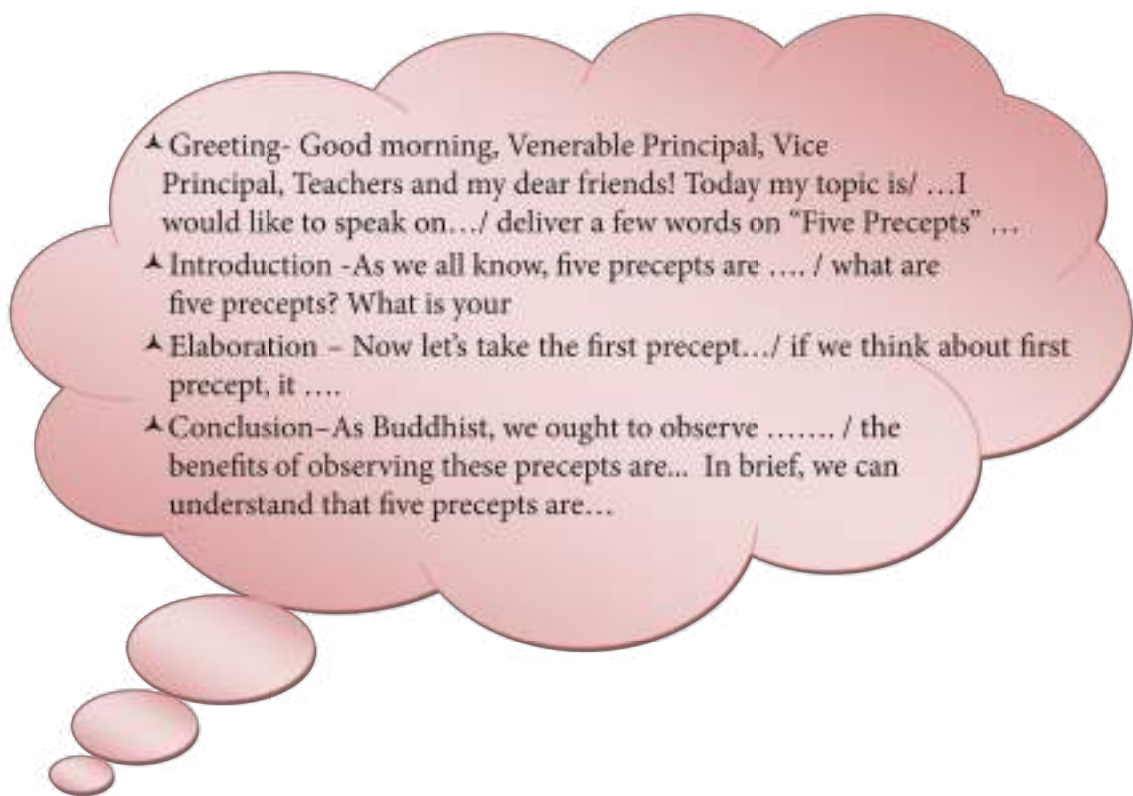 Greeting- Good morning, Venerable Principal, Vice
Principal, Teachers and my dear friends! Today my topic is/ …I
would like to speak on…/ deliver a few words on “Five Precepts” …
Introduction -As we all know, five precepts are …. / what are
five precepts? What is your
Elaboration – Now let’s take the first precept…/ if we think about first
precept, it ….
Conclusion–As Buddhist, we ought to observe ……. / the
benefits of observing these precepts are... In brief, we can
understand that five precepts are…